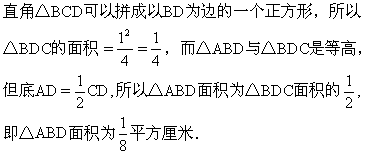 直角△BCD可以拼成以BD为边的一个正方形，所以
△BDC的面积=1²/4=1/4，而△ABD与△BDC是等高，
但底AD=1/2CD,所以△ABD面积为△BDC面积的1/2,
即△ABD面积为1/8平方厘米．